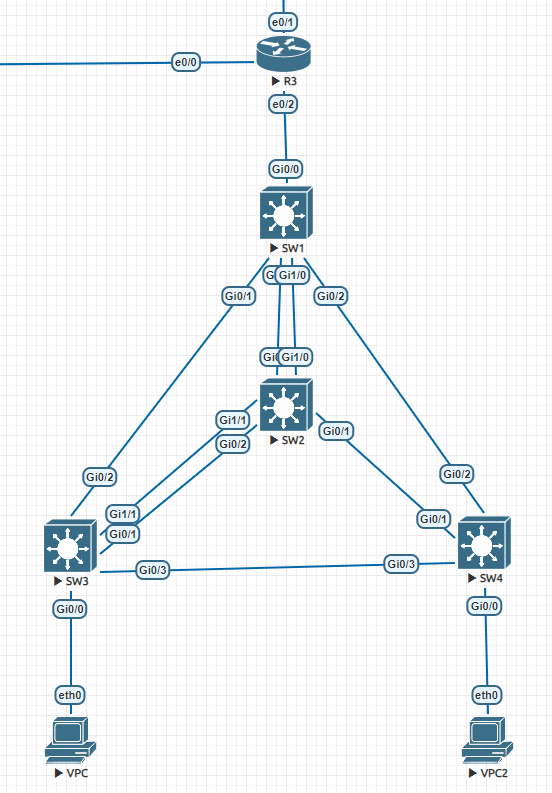 e0/1
e0/0
R3
e0/2
Gi0/0
SW1
Gi1/0
Gi0/1
Gi0/2
Gi1/0
SW2
Gi1/1
Gi0/1
Gi0/2
Gi0/2
Gi0/2
Gi1/1
Gi0/1
Gi0/1
SW3
SW4
Gi0/3
Gi0/3
Gi0/0
Gi0/0
eth0
eth0
VPC
VPC2